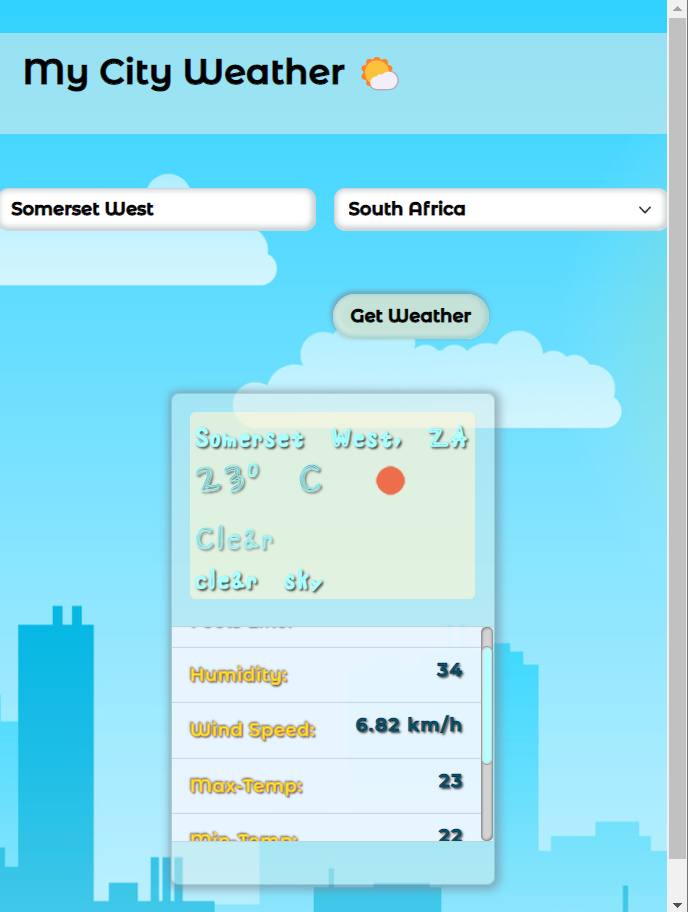 My City Weather
Somerset West
South Africa
Get Weather
Somerset West, ZA
23° C
Clear
clear sky
Humidity: 34
Wind Speed: 6.82 km/h
Max-Temp: 23
Min-Temp: 22